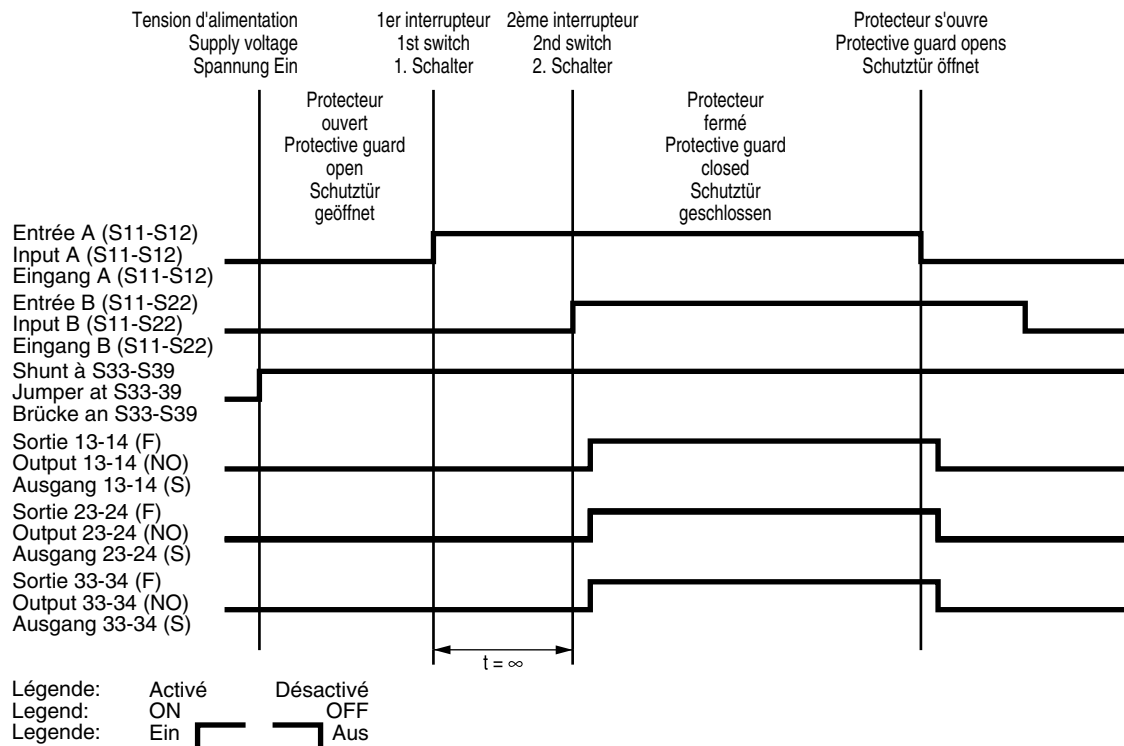 Tension d'alimentation
Supply voltage
Spannung Ein
1er interrupteur
1st switch
1. Schalter
2ème interrupteur
2nd switch
2. Schalter
Protecteur s'ouvre
Protective guard opens
Schutztür öffnet
Protecteur
ouvert
Protective guard
open
Schutztür
geöffnet
Protecteur
fermé
Protective guard
closed
Schutztür
geschlossen
Entrée A (S11-S12)
Input A (S11-S12)
Eingang A (S11-S12)
Entrée B (S11-S22)
Input B (S11-S22)
Eingang B (S11-S22)
Shunt à S33-S39
Jumper at S33-39
Brücke an S33-S39
Sortie 13-14 (F)
Output 13-14 (NO)
Ausgang 13-14 (S)
Sortie 23-24 (F)
Output 23-24 (NO)
Ausgang 23-24 (S)
Sortie 33-34 (F)
Output 33-34 (NO)
Ausgang 33-34 (S)
t = ∞
Légende: Activé Désactivé
Legend: ON OFF
Legende: Ein Aus